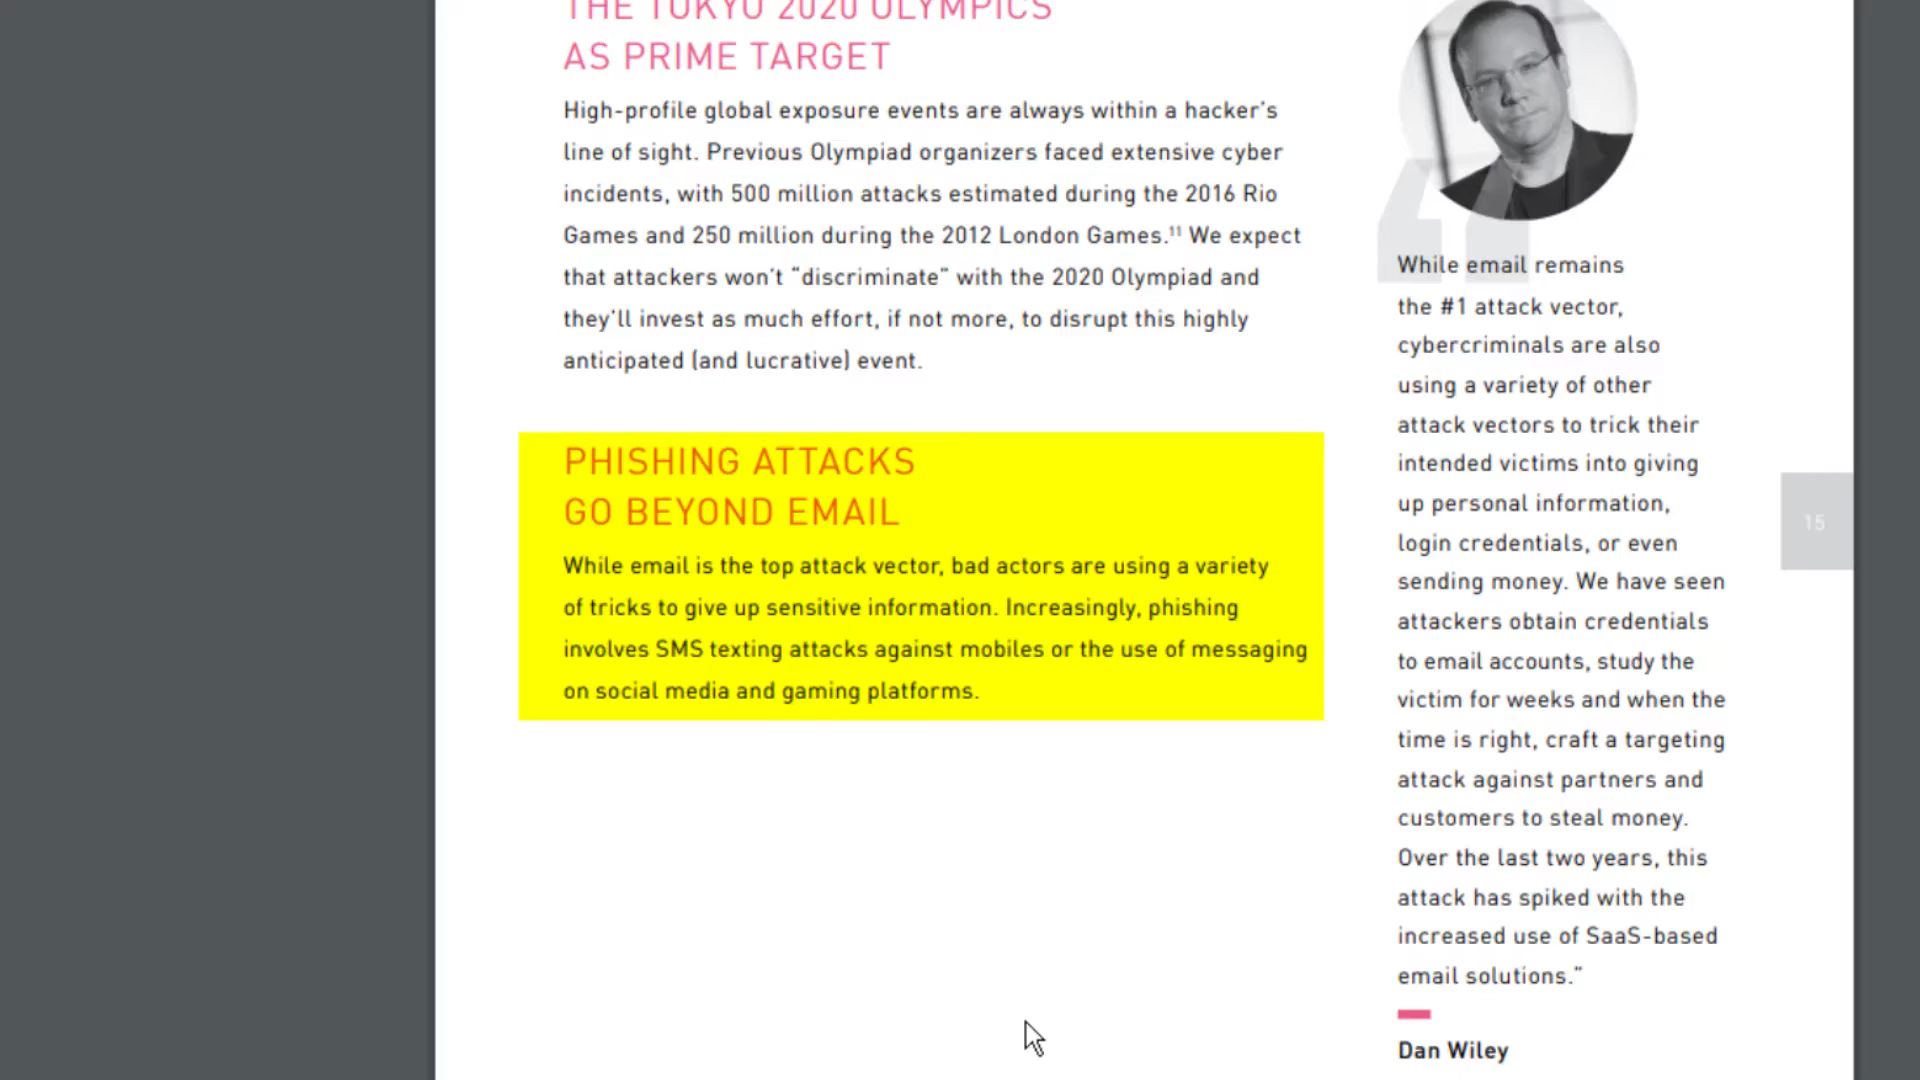 THE TOKYO 2020 OLYMPICS
AS PRIME TARGET
High-profile global exposure events are always within a hacker's
line of sight. Previous Olympiad organizers faced extensive cyber
incidents, with 500 million attacks estimated during the 2016 Rio
Games and 250 million during the 2012 London Games.¹¹ We expect
that attackers won't “discriminate” with the 2020 Olympiad and
they'll invest as much effort, if not more, to disrupt this highly
anticipated (and lucrative) event.
PHISHING ATTACKS
GO BEYOND EMAIL
While email is the top attack vector, bad actors are using a variety
of tricks to give up sensitive information. Increasingly, phishing
involves SMS texting attacks against mobiles or the use of messaging
on social media and gaming platforms.
“
While email remains
the #1 attack vector,
cybercriminals are also
using a variety of other
attack vectors to trick their
intended victims into giving
up personal information,
login credentials, or even
sending money. We have seen
attackers obtain credentials
to email accounts, study the
victim for weeks and when the
time is right, craft a targeting
attack against partners and
customers to steal money.
Over the last two years, this
attack has spiked with the
increased use of SaaS-based
email solutions.”
Dan Wiley
15